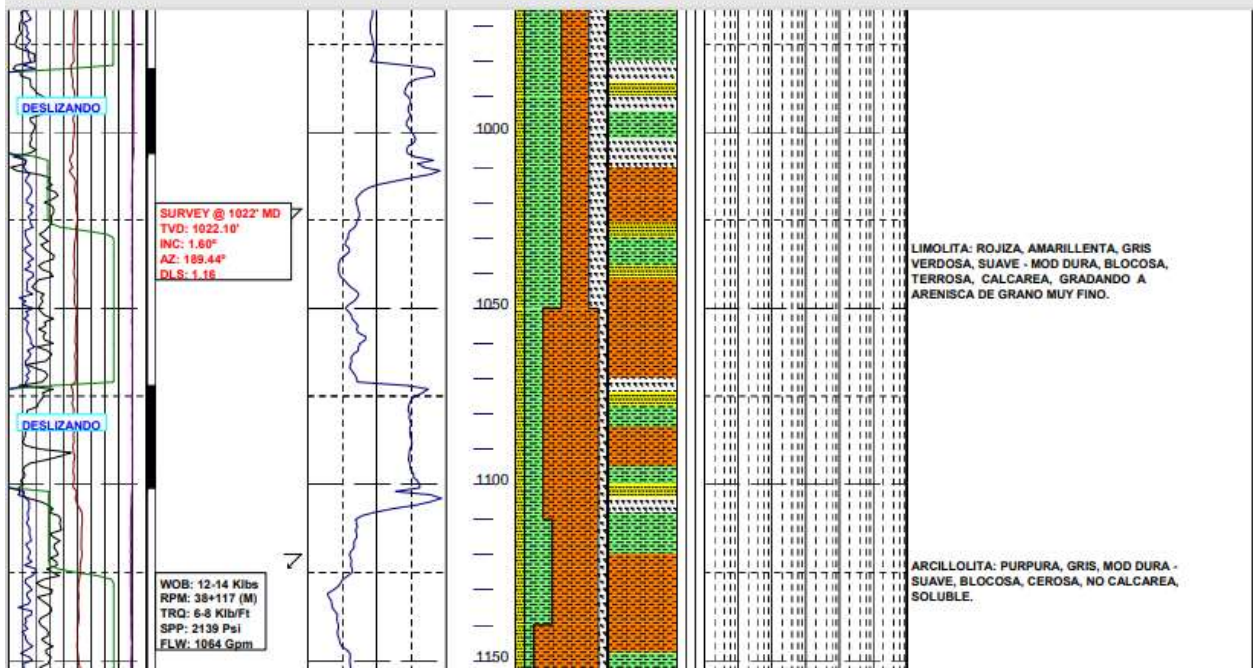 DESLIZANDO
1000
SURVEY @ 1022' MD
TVD: 1022.10'
INC: 1.60º
AZ: 189.44º
DLS: 1.16
LIMOLITA: ROJIZA, AMARILLENTA, GRIS
VERDOSA, SUAVE - MOD DURA, BLOCOSA,
TERROSA, CALCAREA, GRADANDO A
ARENISCA DE GRANO MUY FINO.
1050
DESLIZANDO
1100
WOB: 12-14 Klbs
RPM: 38+117 (M)
TRQ: 6-8 Klb/Ft
SPP: 2139 Psi
FLW: 1064 Gpm
ARCILLOLITA: PURPURA, GRIS, MOD DURA -
SUAVE, BLOCOSA, CEROSA, NO CALCAREA,
SOLUBLE.
1150